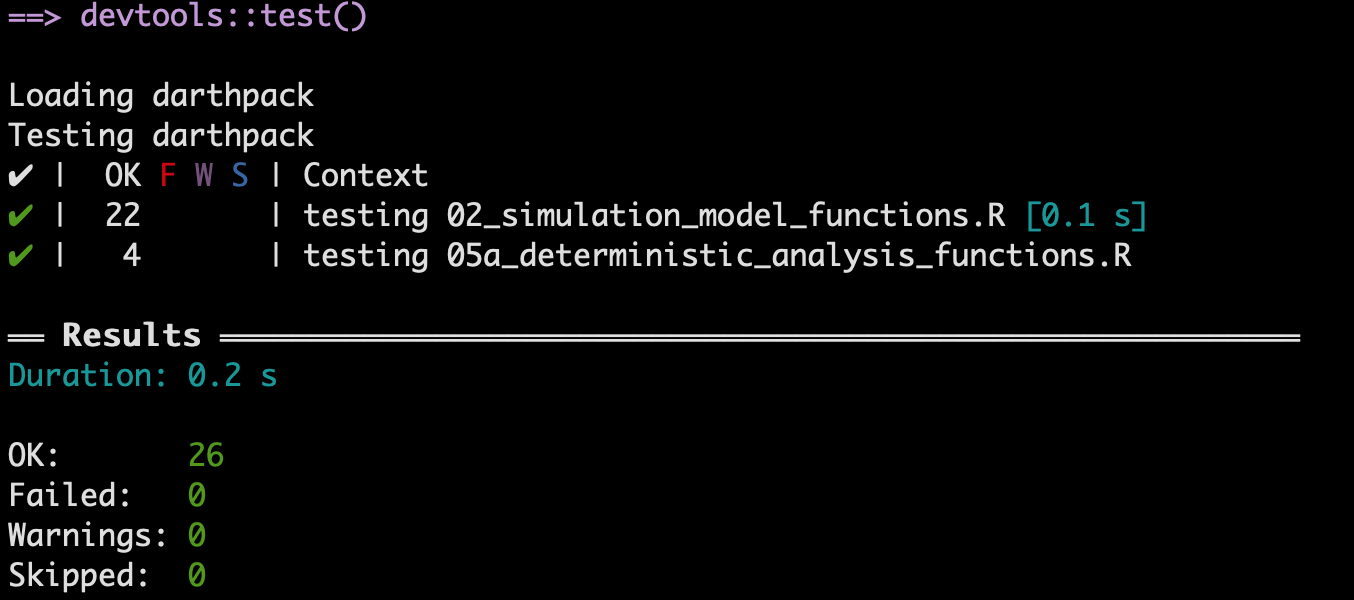 ==> devtools::test()
Loading darthpack
Testing darthpack
✔ | OK F W S | Context
✔ | 22 | testing 02_simulation_model_functions.R [0.1 s]
✔ | 4 | testing 05a_deterministic_analysis_functions.R
══ Results ════════════════════════════════════════════════════════════
Duration: 0.2 s
OK: 26
Failed: 0
Warnings: 0
Skipped: 0